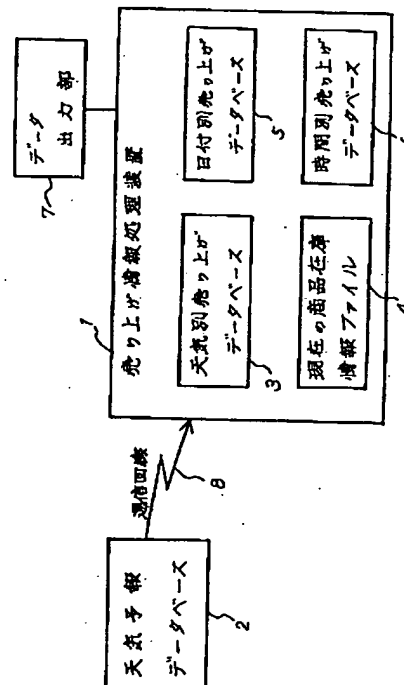 データ
出力部
7
売り上げ情報処理装置
1
天気別売り上げ
データベース
3
日付別売り上げ
データベース
5
現在の商品在庫
情報ファイル
時間別売り上げ
データベース
通信回線
8
天気予報
データベース
2